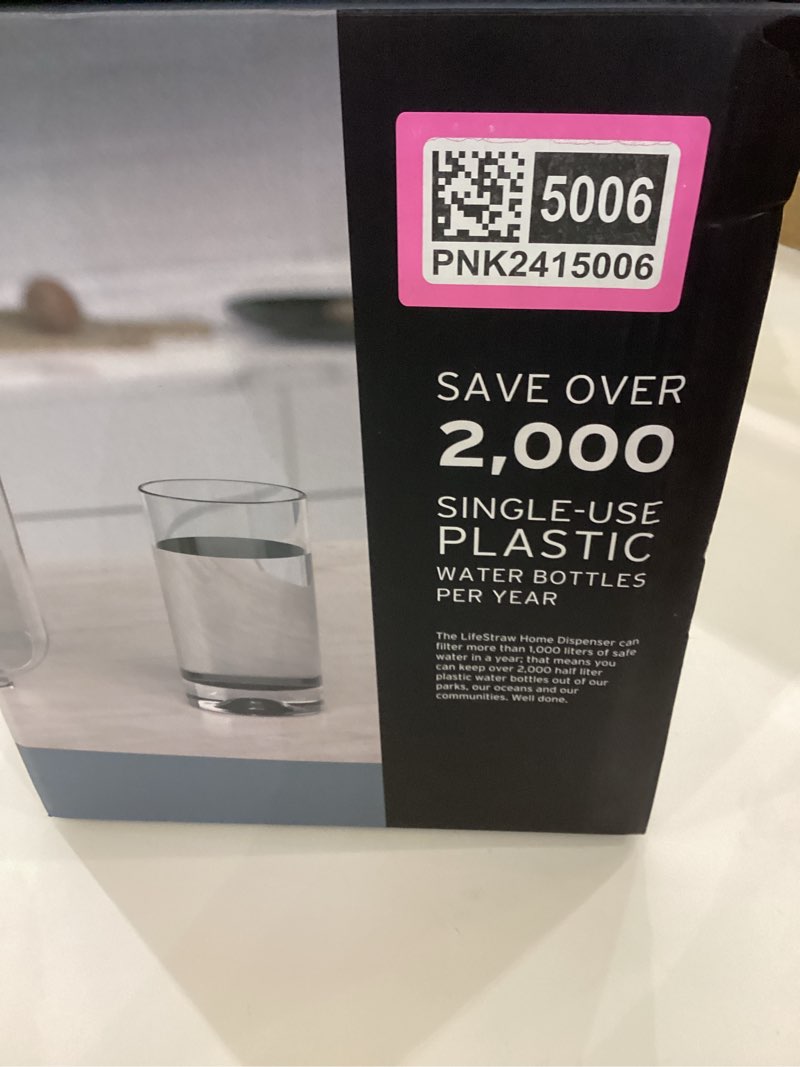 5006
PNK2415006
SAVE OVER
2,000
SINGLE-USE
PLASTIC
WATER BOTTLES
PER YEAR
The LifeStraw Home Dispenser can
filter more than 1,000 liters of safe
water in a year; that means you
can keep over 2,000 half liter
plastic water bottles out of our
parks, our oceans and our
communities. Well done.